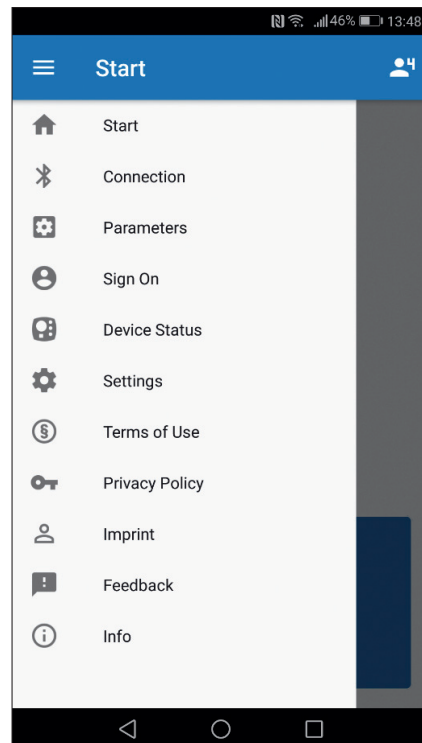 46% 13:48
Start
4
Start
Connection
Parameters
Sign On
Device Status
Settings
§ Terms of Use
Privacy Policy
Imprint
Feedback
Info